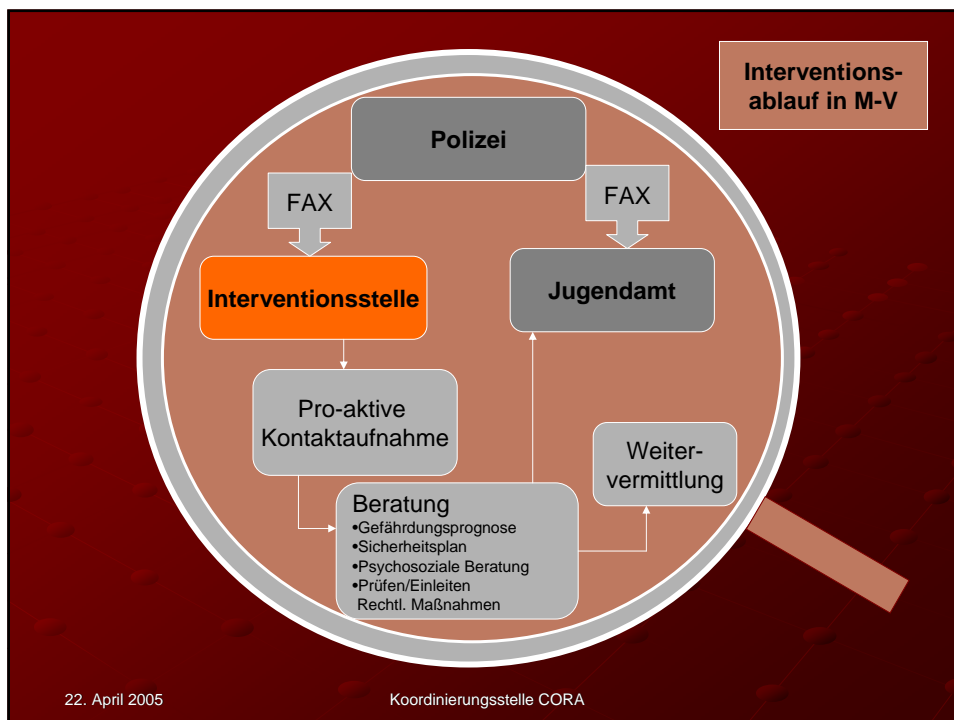 Interventions-
ablauf in M-V
Polizei
FAX
FAX
Interventionsstelle
Jugendamt
Pro-aktive
Kontaktaufnahme
Weiter-
vermittlung
Beratung
•Gefährdungsprognose
•Sicherheitsplan
•Psychosoziale Beratung
•Prüfen/Einleiten
Rechtl. Maßnahmen
22. April 2005
Koordinierungsstelle CORA